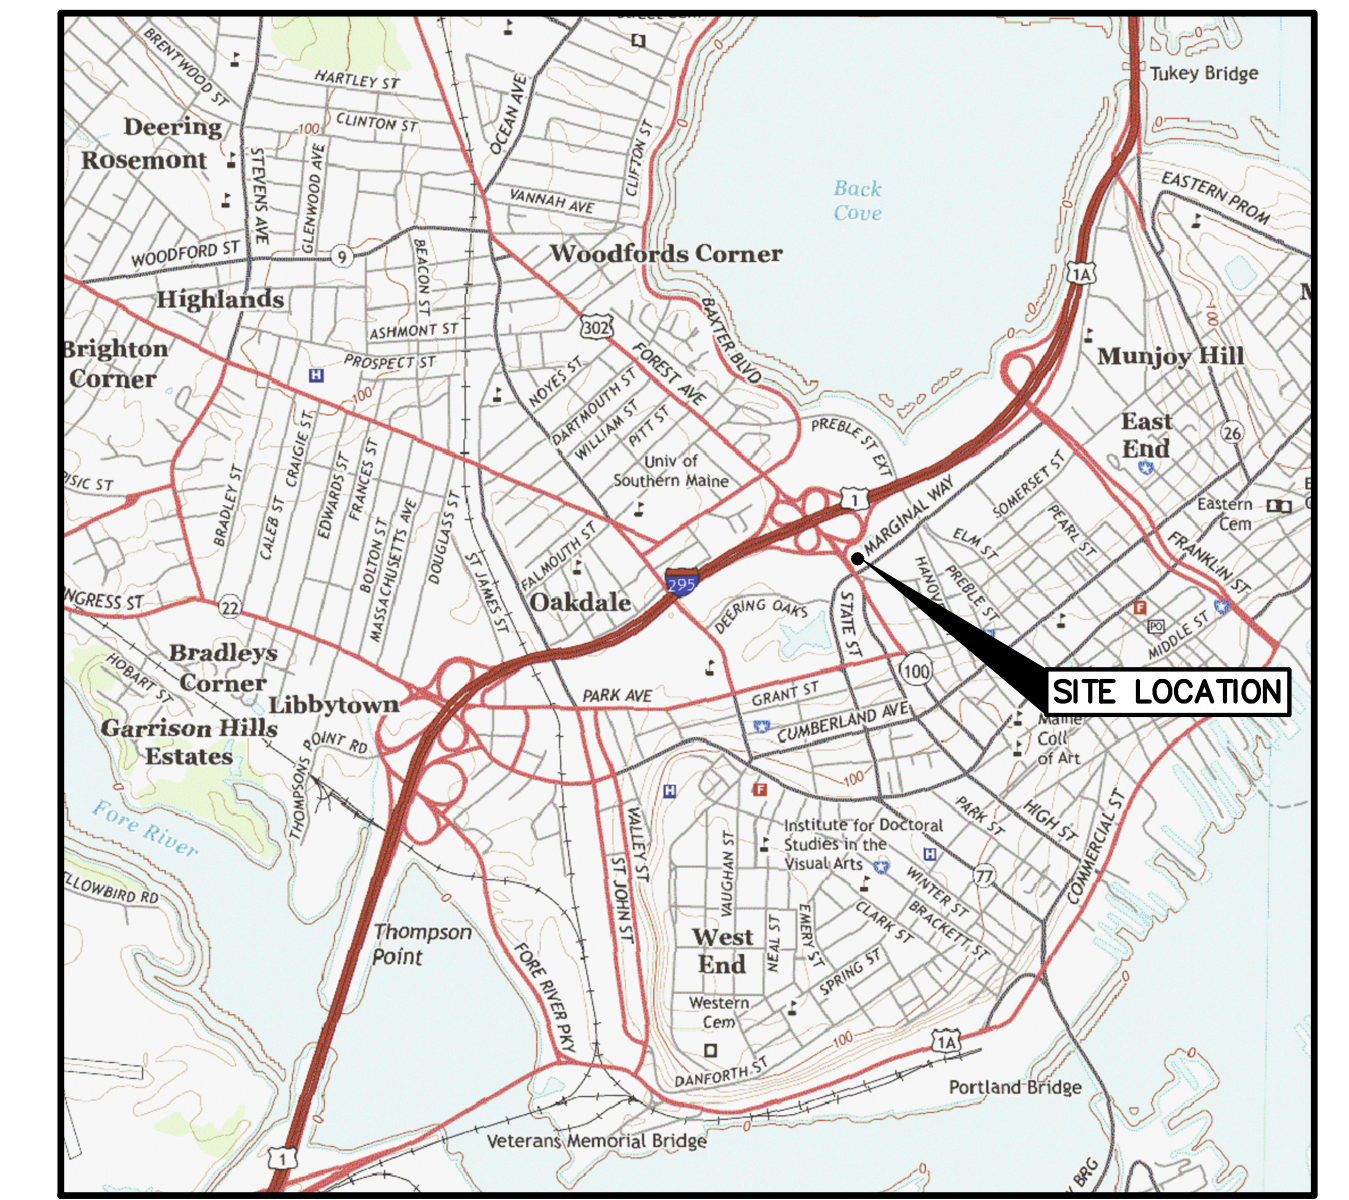 Tukey Bridge
BRENTWOOD ST
HARTLEY ST
OCEAN AVE
CLINTON ST
100
Deering
Rosemont
STEVENS AVE
GLENWOOD AVE
CLIFTON ST
VANNAH AVE
Back
Cove
EASTERN PROM
WOODFORD ST
9
BEACON ST
Woodfords Corner
1A
Highlands
ASHMONT ST
302
BAXTER BLVD
100
Brighton
Corner
PROSPECT ST
H
100
FOREST AVE
Munjoy Hill
NOYES ST
DARTMOUTH ST
WILLIAM ST
PITT ST
PREBLE ST EXT
East
End
26
Univ of
Southern Maine
BRADLEY ST
CALEB ST
CRAIGIE ST
EDWARDS ST
FRANCES ST
BOLTON ST
MASSACHUSETTS AVE
DOUGLASS ST
ST JAMES ST
FALMOUTH ST
1
MARGINAL WAY
SOMERSET ST
PEARL ST
ELM ST
PREBLE ST
Eastern
Cem
FRANKLIN ST
295
Oakdale
DEERING OAKS
STATE ST
F
PO
MIDDLE ST
22
SITE LOCATION
HOBART ST
Bradleys
Corner
Libbytown
Garrison Hills
Estates
THOMPSONS POINT RD
PARK AVE
GRANT ST
100
CUMBERLAND AVE
Maine
Coll
of Art
Fore River
VALLEY ST
ST JOHN ST
H
F
100
Institute for Doctoral
Studies in the
Visual Arts
H
PARK ST
HIGH ST
COMMERCIAL ST
77
WINTER ST
BRACKETT ST
CLARK ST
SPRING ST
VAUGHAN ST
NEAL ST
EMERY ST
West
End
Western
Cem
Thompson
Point
FORE RIVER PKY
DANFORTH ST
100
1A
Portland Bridge
Veterans Memorial Bridge
1